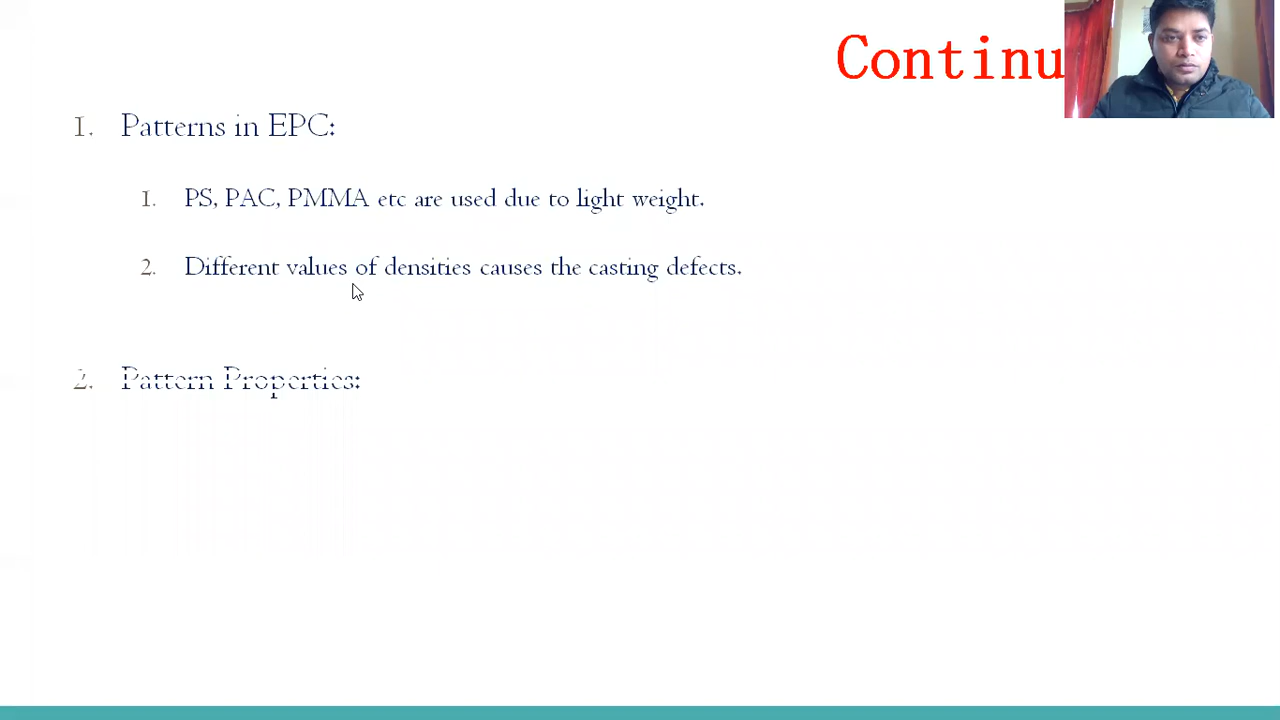 Continu
1. Patterns in EPC:
1. PS, PAC, PMMA etc are used due to light weight.
2. Different values of densities causes the casting defects.
2. Pattern Properties: